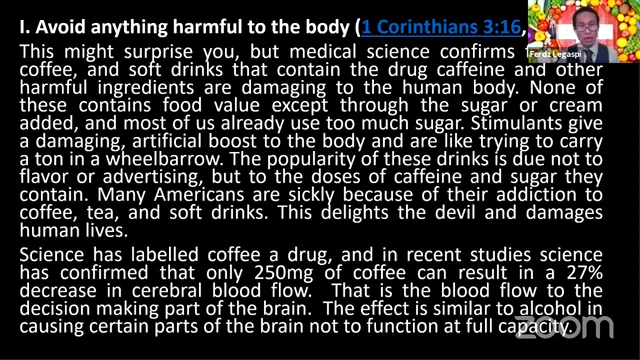 I. Avoid anything harmful to the body (1 Corinthians 3:16,
This might surprise you, but medical science confirms
coffee, and soft drinks that contain the drug caffeine and other
harmful ingredients are damaging to the human body. None of
these contains food value except through the sugar or cream
added, and most of us already use too much sugar. Stimulants give
a damaging, artificial boost to the body and are like trying to carry
a ton in a wheelbarrow. The popularity of these drinks is due not to
flavor or advertising, but to the doses of caffeine and sugar they
contain. Many Americans are sickly because of their addiction to
coffee, tea, and soft drinks. This delights the devil and damages
human lives.
Science has labelled coffee a drug, and in recent studies science
has confirmed that only 250mg of coffee can result in a 27%
decrease in cerebral blood flow. That is the blood flow to the
decision making part of the brain. The effect is similar to alcohol in
causing certain parts of the brain not to function at full capacity.
Ferdz Legaspi
zoom